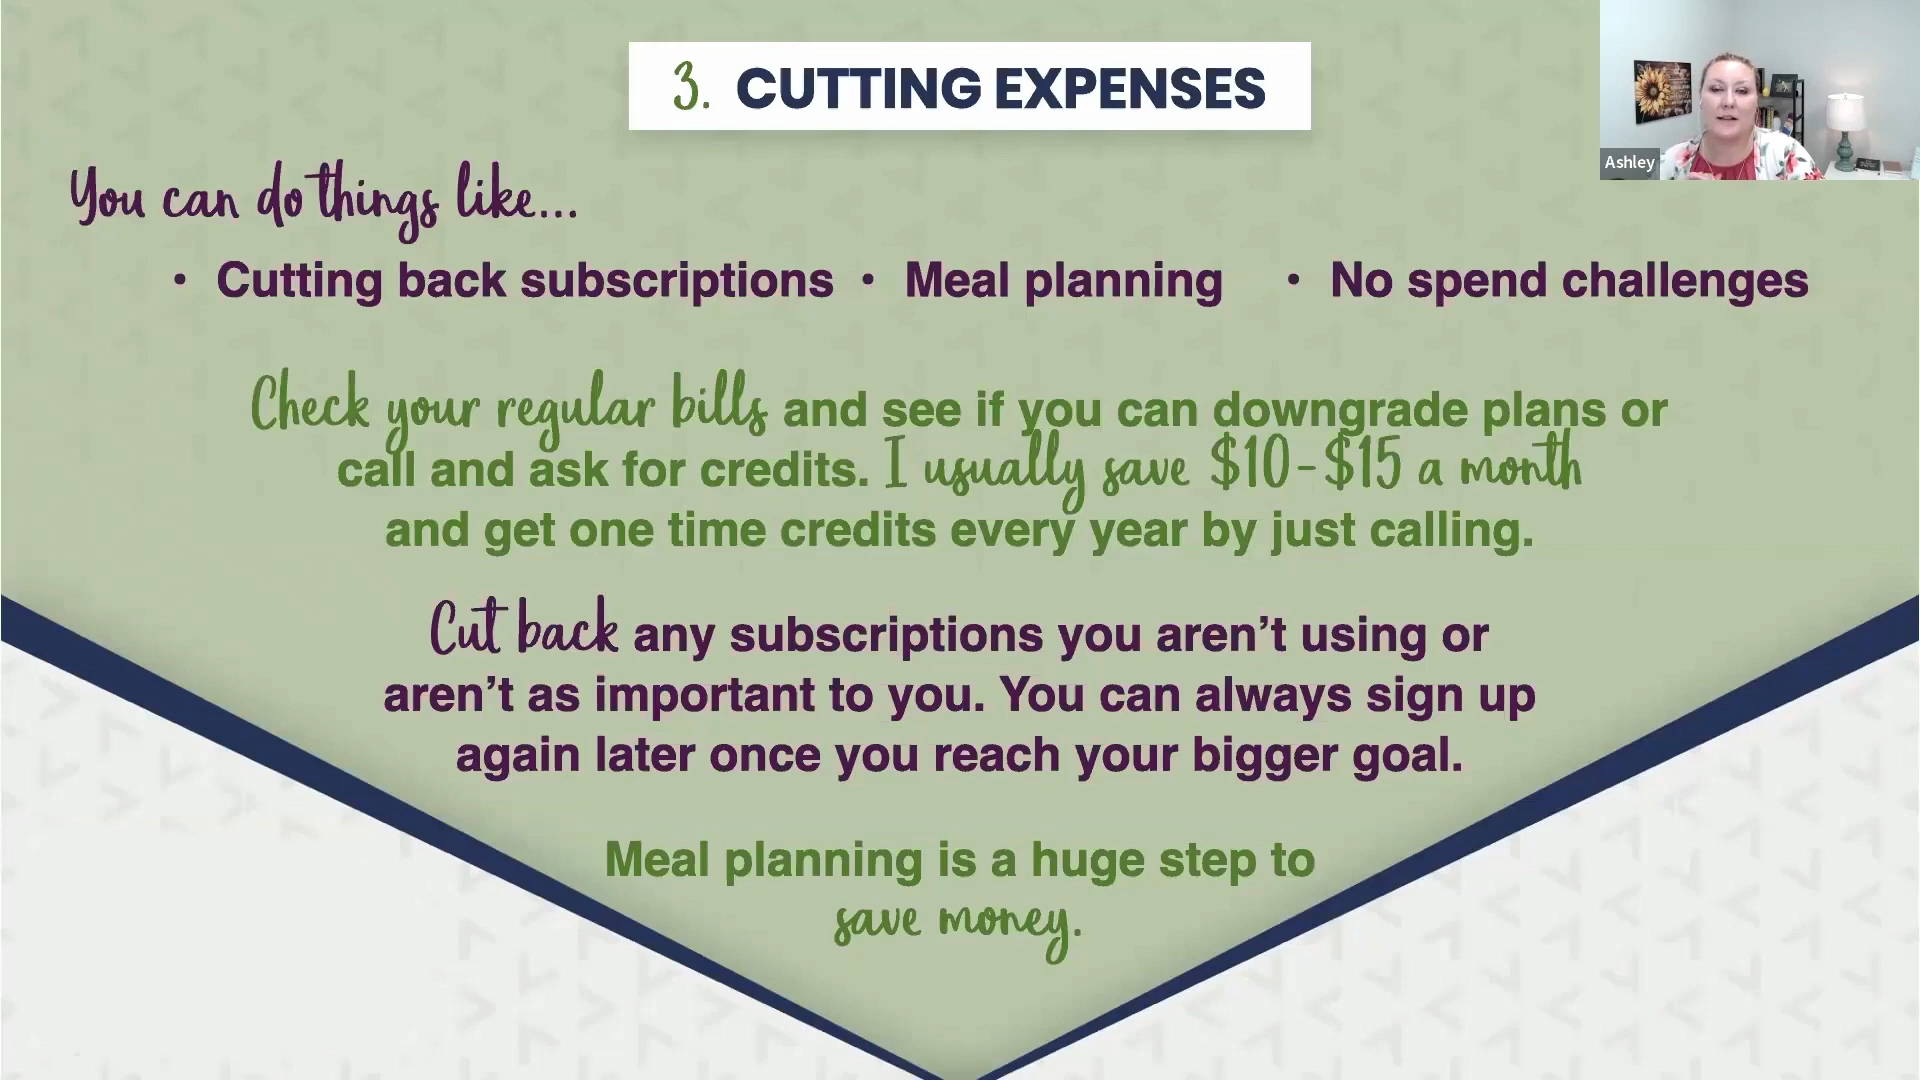 3. CUTTING EXPENSES
Ashley
You can do things like...
• Cutting back subscriptions • Meal planning • No spend challenges
Check your regular bills and see if you can downgrade plans or
call and ask for credits. I usually save $10-$15 a month
and get one time credits every year by just calling.
Cut back any subscriptions you aren’t using or
aren’t as important to you. You can always sign up
again later once you reach your bigger goal.
Meal planning is a huge step to
save money.